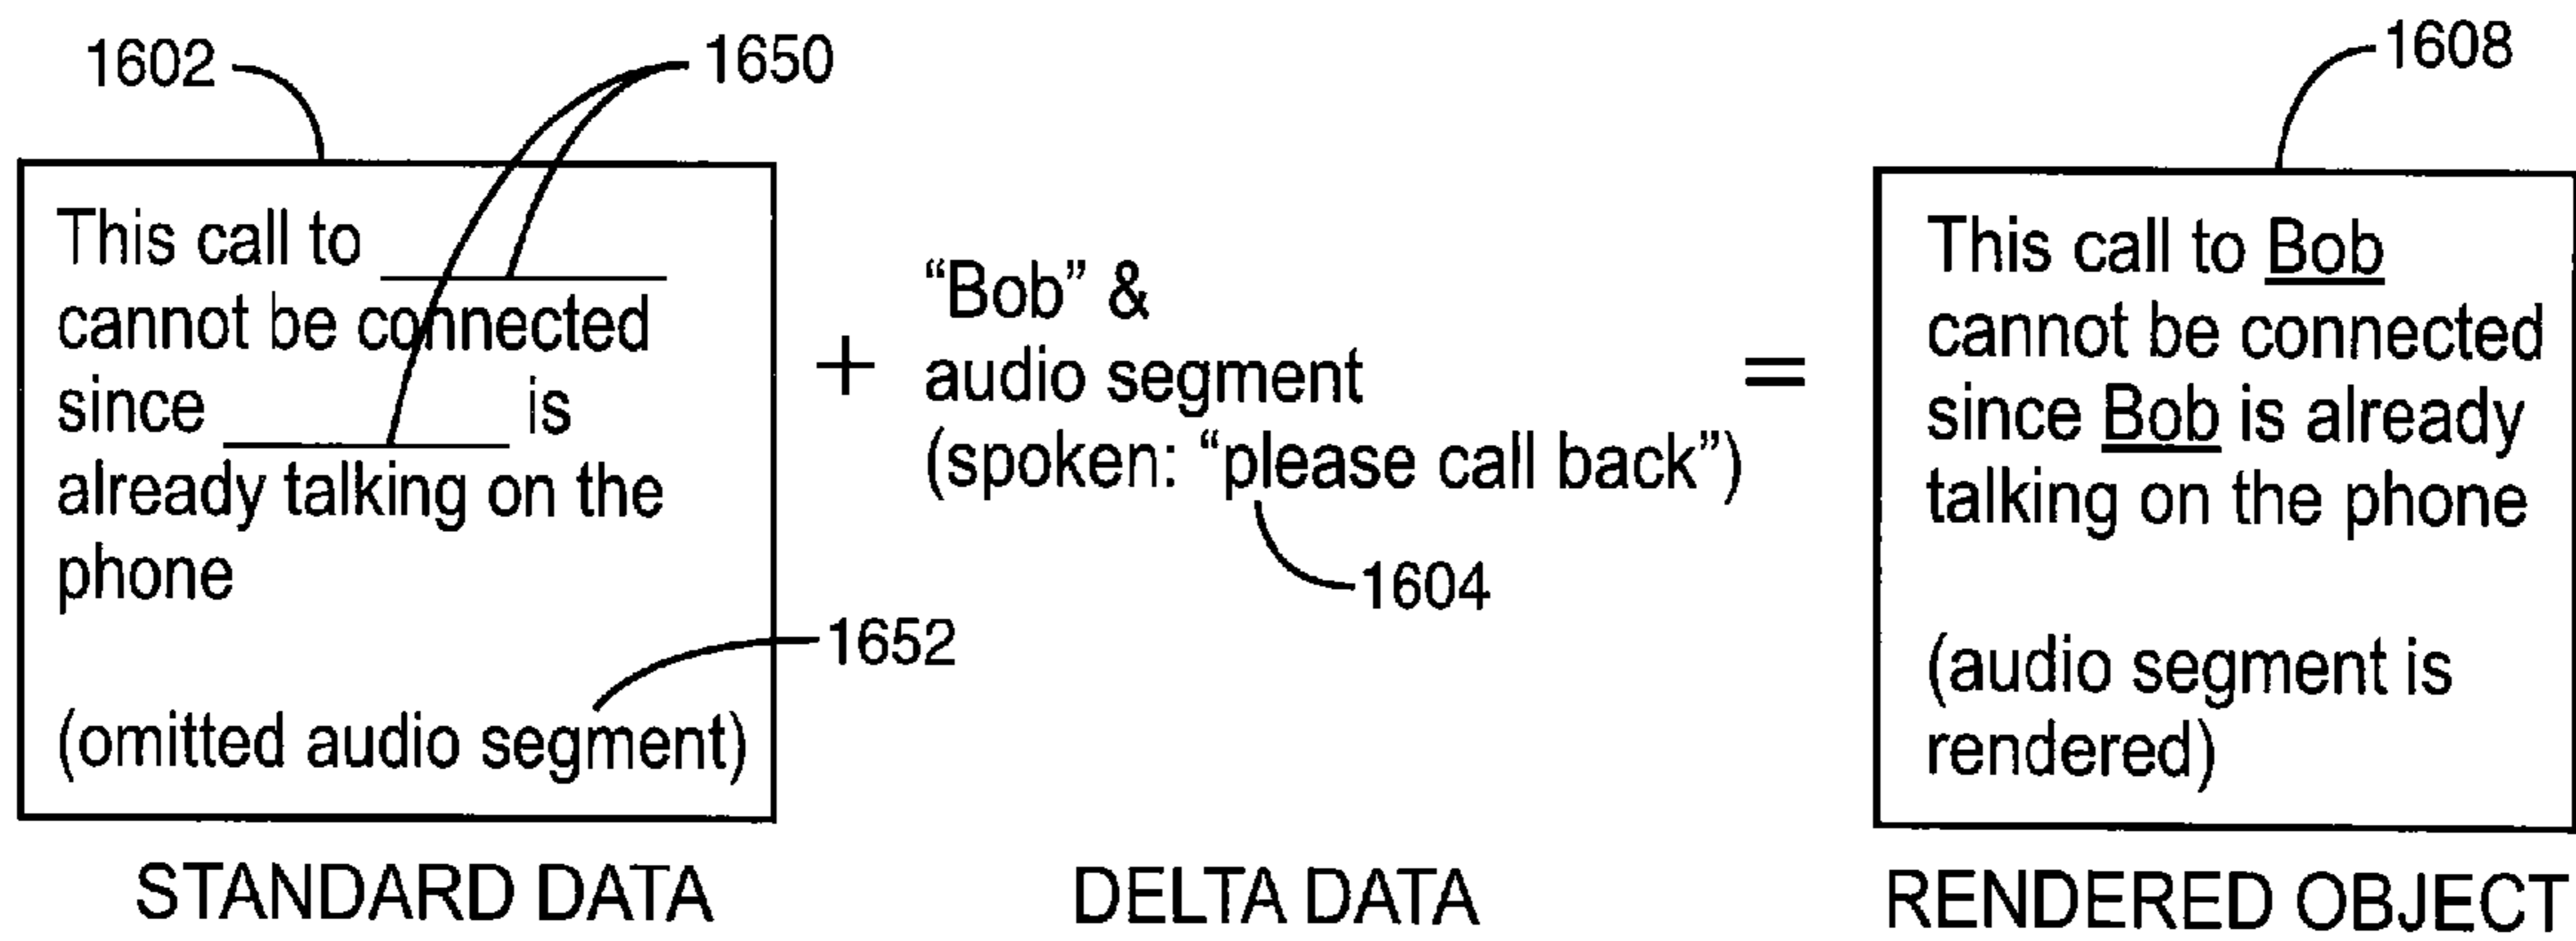 1602
1650
1608
This call to
cannot be connected
since is
already talking on the
phone
(omitted audio segment)
1652
+
“Bob” &
audio segment
(spoken: “please call back”)
1604
=
This call to Bob
cannot be connected
since Bob is already
talking on the phone
(audio segment is
rendered)
STANDARD DATA
DELTA DATA
RENDERED OBJECT